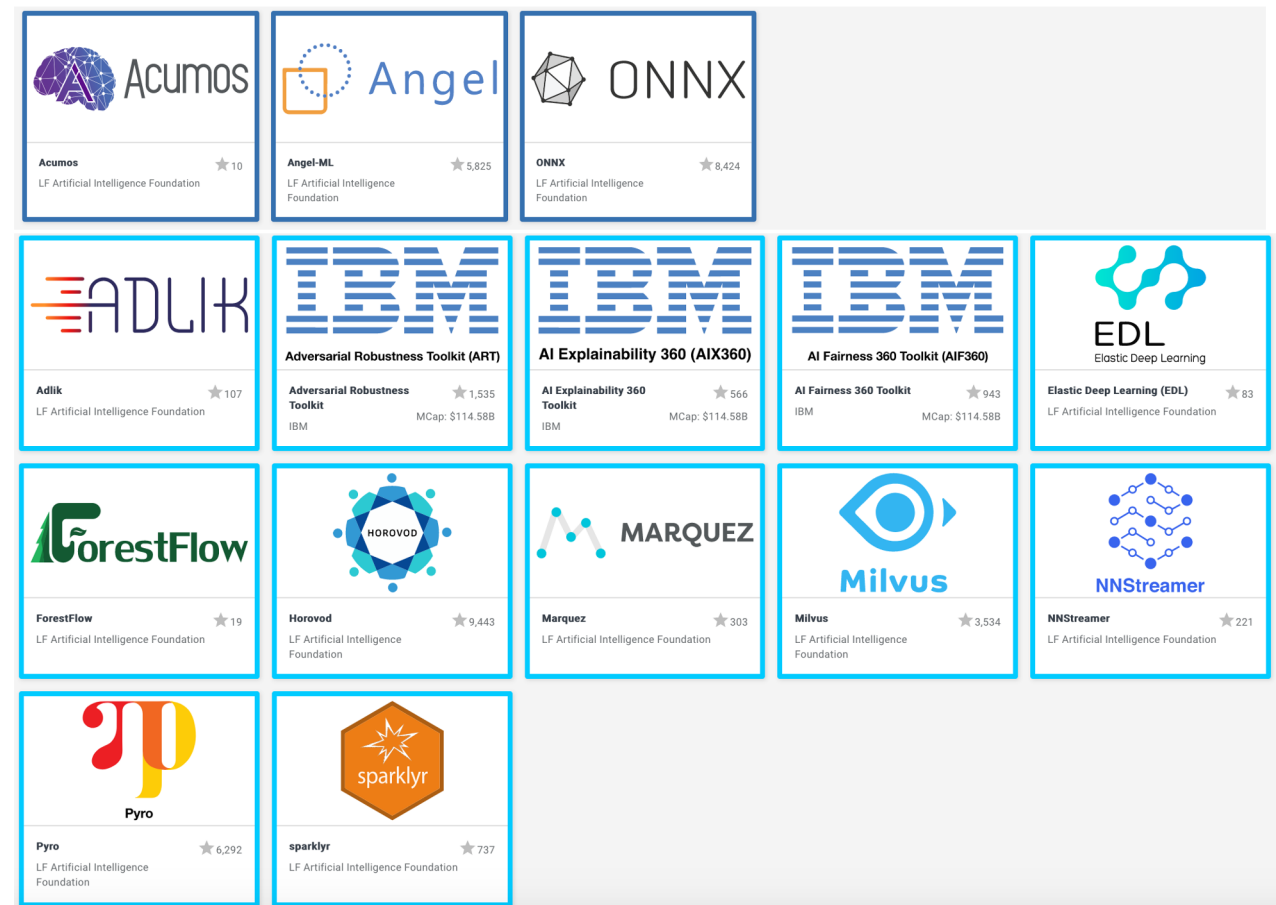 Acumos
Acumos
10
LF Artificial Intelligence Foundation
Angel
Angel-ML
5,825
LF Artificial Intelligence
Foundation
ONNX
ONNX
8,424
LF Artificial Intelligence
Foundation
ADLIK
Adlik
107
LF Artificial Intelligence Foundation
IBM
Adversarial Robustness Toolkit (ART)
Adversarial Robustness
Toolkit
1,535
MCap: $114.58B
IBM
IBM
AI Explainability 360 (AIX360)
AI Explainability 360
Toolkit
566
MCap: $114.58B
IBM
IBM
AI Fairness 360 Toolkit (AIF360)
AI Fairness 360 Toolkit
943
IBM
MCap: $114.58B
EDL
Elastic Deep Learning
Elastic Deep Learning (EDL)
83
LF Artificial Intelligence Foundation
ForestFlow
ForestFlow
19
LF Artificial Intelligence Foundation
HOROVOD
Horovod
9,443
LF Artificial Intelligence
Foundation
MARQUEZ
Marquez
303
LF Artificial Intelligence Foundation
Milvus
Milvus
3,534
LF Artificial Intelligence
Foundation
NNStreamer
NNStreamer
221
LF Artificial Intelligence Foundation
Pyro
Pyro
6,292
LF Artificial Intelligence
Foundation
sparklyr
sparklyr
737
LF Artificial Intelligence Foundation